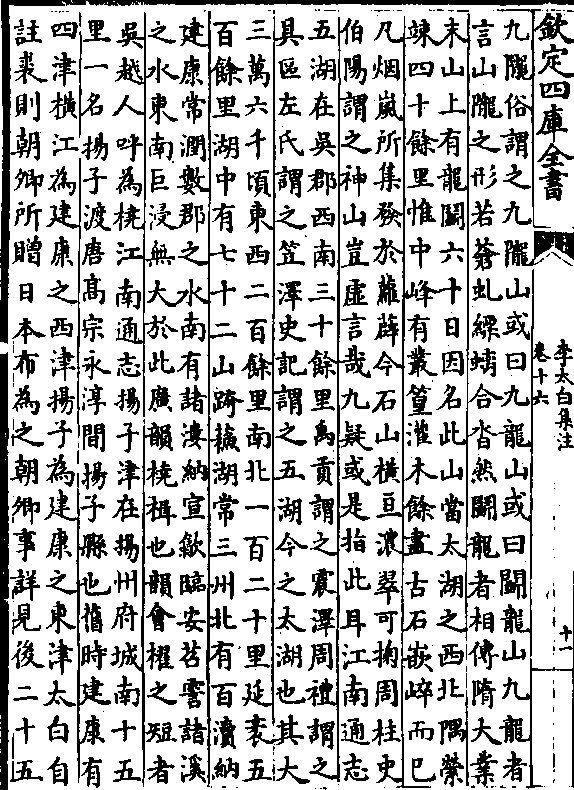 欽定四庫全書
李太白集注
卷十六
十一
九隴俗謂之九隴山或曰九龍山或曰鬭龍山九龍者
言山隴之形若蒼虬縹螭合沓然鬭龍者相傳隋大業
末山上有龍鬭六十日因名此山當太湖之西北隅縈
竦四十餘里惟中峰有叢篁灌木餘盡古石嵌崒而已
凡烟嵐所集發於蘿薜今石山橫亘濃翠可掬周柱史
伯陽謂之神山豈虛言哉九疑或是指此耳江南通志
五湖在吳郡西南三十餘里禹貢謂之震澤周禮謂之
具區左氏謂之笠澤史記謂之五湖今之太湖也其大
三萬六千頃東西二百餘里南北一百二十里延袤五
百餘里湖中有七十二山跨蘓湖常三州北有百瀆納
建康常潤數郡之水南有諸漊納宣歙臨安苕霅諸溪
之水東南巨浸無大於此廣韻橈楫也韻會櫂之短者
吳越人呼為橈江南通志揚子津在揚州府城南十五
里一名揚子渡唐高宗永淳間揚子縣也舊時建康有
四津橫江為建康之西津揚子為建康之東津太白自
註裘則朝卿所贈日本布為之朝卿事詳見後二十五